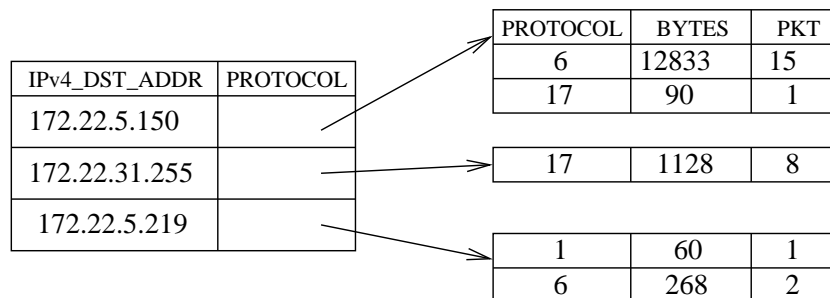 IPv4_DST_ADDR PROTOCOL
172.22.5.150
172.22.31.255
172.22.5.219
PROTOCOL BYTES PKT
6 12833 15
17 90 1
17 1128 8
1 60 1
6 268 2